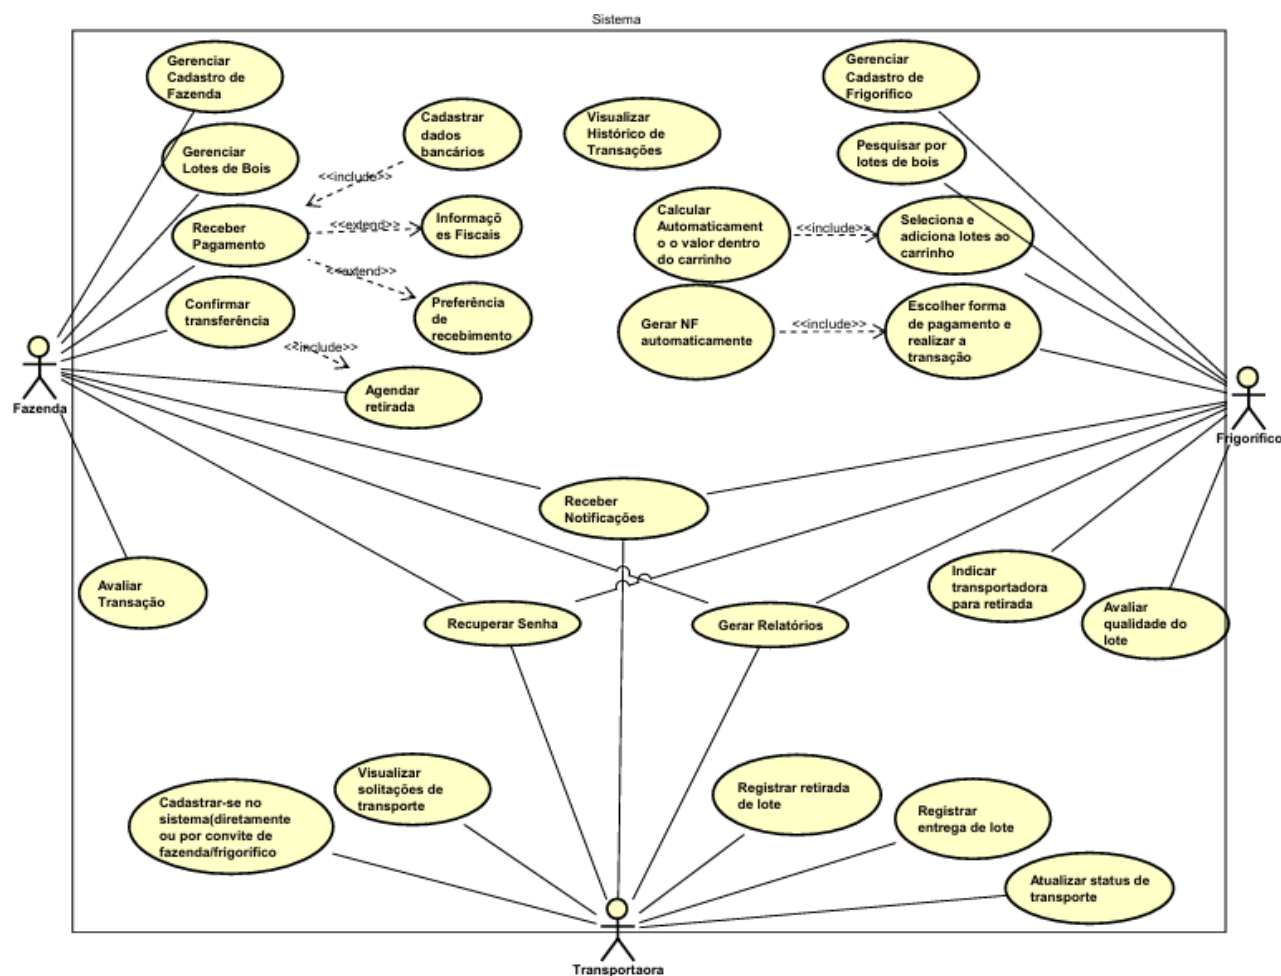 Sistema
Gerenciar
Cadastro de
Fazenda
Gerenciar
Lotes de Bois
Cadastrar
dados
bancários
<<include>>
Receber
Pagamento
<<extend>>
Informaçõ
es Fiscais
<<extend>>
Preferência
de
recebimento
Confirmar
transferência
<<include>>
Agendar
retirada
Visualizar
Histórico de
Transações
Gerenciar
Cadastro de
Frigorífico
Pesquisar por
lotes de bois
Calcular
Automaticament
o o valor dentro
do carrinho
<<include>>
Seleciona e
adiciona lotes ao
carrinho
Gerar NF
automaticamente
<<include>>
Escolher forma
de pagamento e
realizar a
transação
Fazenda
Frigorífico
Receber
Notificações
Avaliar
Transação
Recuperar Senha
Gerar Relatórios
Indicar
transportadora
para retirada
Avaliar
qualidade do
lote
Cadastrar-se no
sistema(diretamente
ou por convite de
fazenda/frigorífico
Visualizar
solitações de
transporte
Registrar retirada
de lote
Registrar
entrega de lote
Atualizar status de
transporte
Transportaora